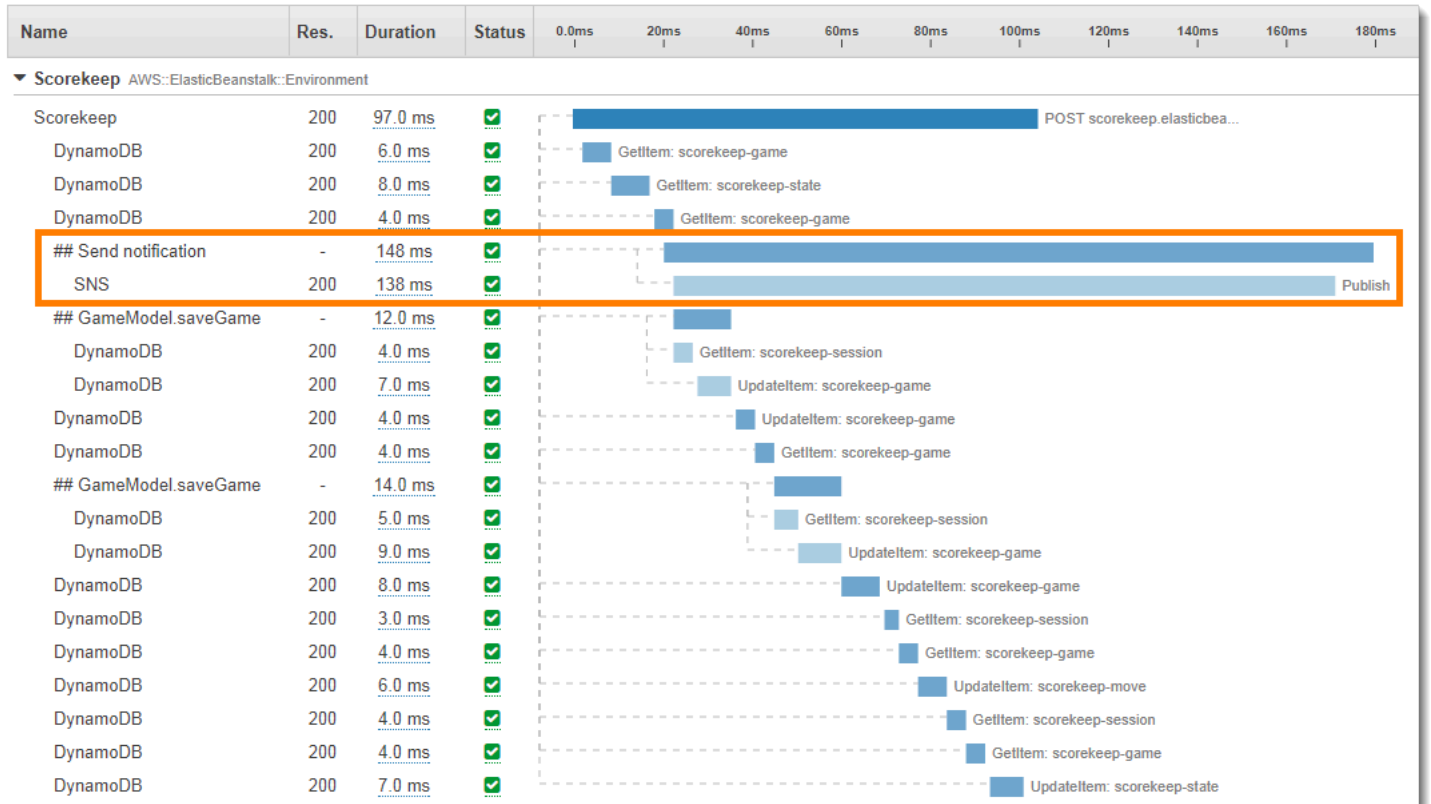 Name Res. Duration Status 0.0ms 20ms 40ms 60ms 80ms 100ms 120ms 140ms 160ms 180ms
Scorekeep AWS::ElasticBeanstalk::Environment
Scorekeep 200 97.0 ms POST scorekeep.elasticbea...
DynamoDB 200 6.0 ms GetItem: scorekeep-game
DynamoDB 200 8.0 ms GetItem: scorekeep-state
DynamoDB 200 4.0 ms GetItem: scorekeep-game
## Send notification - 148 ms
SNS 200 138 ms Publish
## GameModel.saveGame - 12.0 ms
DynamoDB 200 4.0 ms GetItem: scorekeep-session
DynamoDB 200 7.0 ms UpdateItem: scorekeep-game
DynamoDB 200 4.0 ms UpdateItem: scorekeep-game
DynamoDB 200 4.0 ms GetItem: scorekeep-game
## GameModel.saveGame - 14.0 ms
DynamoDB 200 5.0 ms GetItem: scorekeep-session
DynamoDB 200 9.0 ms UpdateItem: scorekeep-game
DynamoDB 200 8.0 ms UpdateItem: scorekeep-game
DynamoDB 200 3.0 ms GetItem: scorekeep-session
DynamoDB 200 4.0 ms GetItem: scorekeep-game
DynamoDB 200 6.0 ms UpdateItem: scorekeep-move
DynamoDB 200 4.0 ms GetItem: scorekeep-session
DynamoDB 200 4.0 ms GetItem: scorekeep-game
DynamoDB 200 7.0 ms UpdateItem: scorekeep-state